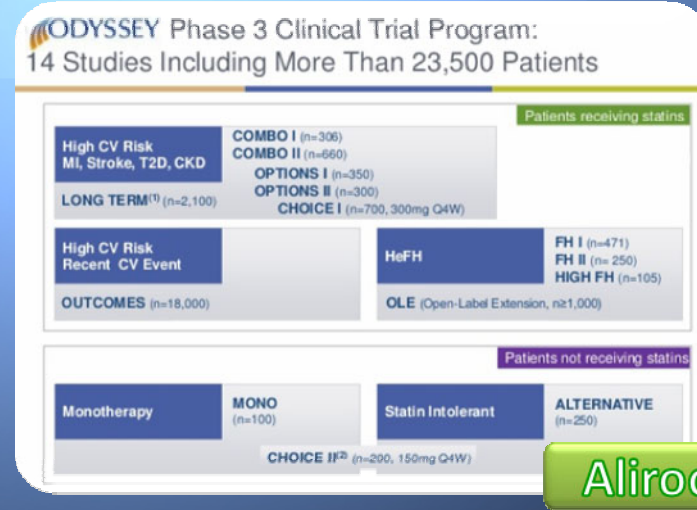 ODYSSEY Phase 3 Clinical Trial Program:
14 Studies Including More Than 23,500 Patients
Patients receiving statins
High CV Risk
MI, Stroke, T2D, CKD
LONG TERM(1) (n=2,100)
COMBO I (n=306)
COMBO II (n=660)
OPTIONS I (n=350)
OPTIONS II (n=300)
CHOICE I (n=700, 300mg Q4W)
High CV Risk
Recent CV Event
OUTCOMES (n=18,000)
HeFH
FH I (n=471)
FH II (n= 250)
HIGH FH (n=105)
OLE (Open-Label Extension, n≥1,000)
Patients not receiving statins
Monotherapy
MONO
(n=100)
Statin Intolerant
ALTERNATIVE
(n=250)
CHOICE II(2) (n=200, 150mg Q4W)